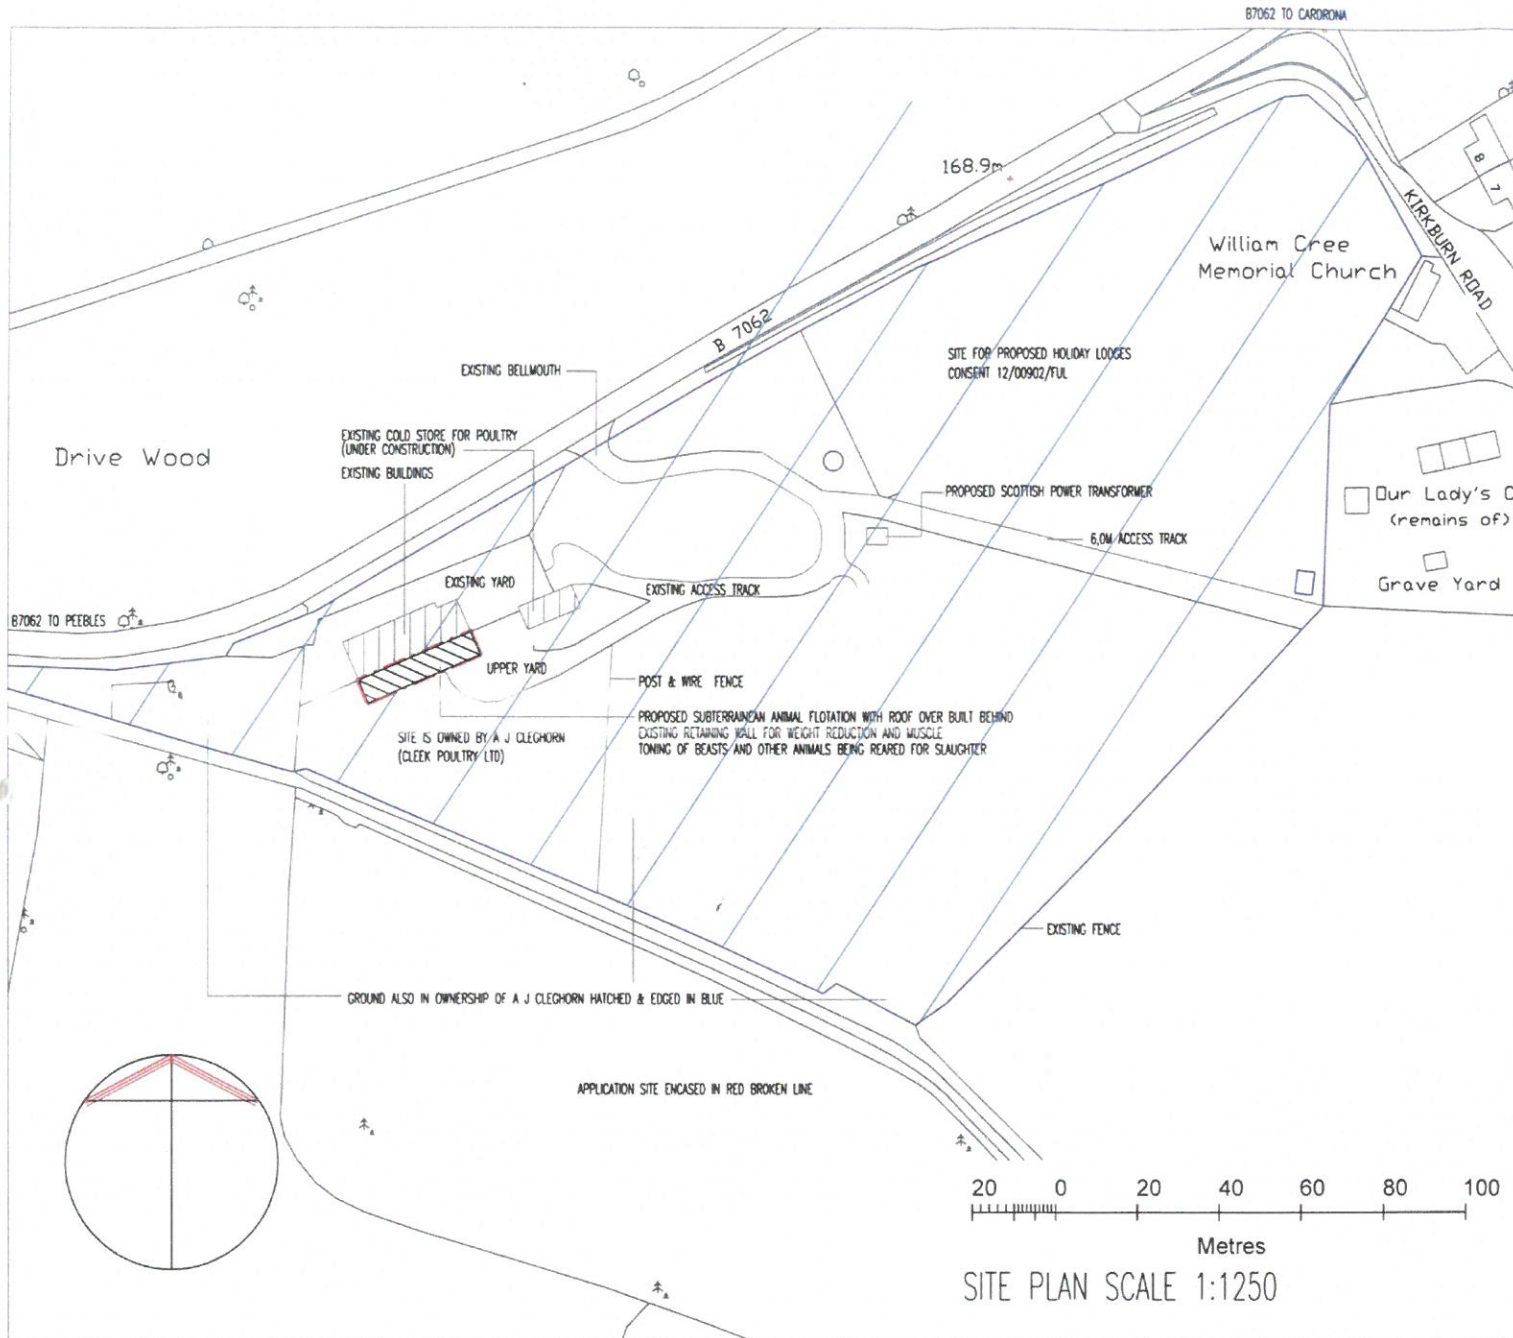 B7062 TO CARDRONA
168.9m
8
7
KIRKBURN ROAD
William Cree
Memorial Church
B 7062
SITE FOR PROPOSED HOLIDAY LODGES
CONSENT 12/00902/FUL
EXISTING BELLMOUTH
EXISTING COLD STORE FOR POULTRY
(UNDER CONSTRUCTION)
EXISTING BUILDINGS
Drive Wood
PROPOSED SCOTTISH POWER TRANSFORMER
Our Lady's C
(remains of)
6.0M ACCESS TRACK
Grave Yard
EXISTING YARD
EXISTING ACCESS TRACK
B7062 TO PEEBLES
UPPER YARD
POST & WIRE FENCE
PROPOSED SUBTERRAINEAN ANIMAL FLOTATION WITH ROOF OVER BUILT BEHIND
EXISTING RETAINING WALL FOR WEIGHT REDUCTION AND MUSCLE
TONING OF BEASTS AND OTHER ANIMALS BEING REARED FOR SLAUGHTER
SITE IS OWNED BY A J CLEGHORN
(CLEEK POULTRY LTD)
EXISTING FENCE
GROUND ALSO IN OWNERSHIP OF A J CLEGHORN HATCHED & EDGED IN BLUE
APPLICATION SITE ENCASED IN RED BROKEN LINE
20 0 20 40 60 80 100
Metres
SITE PLAN SCALE 1:1250